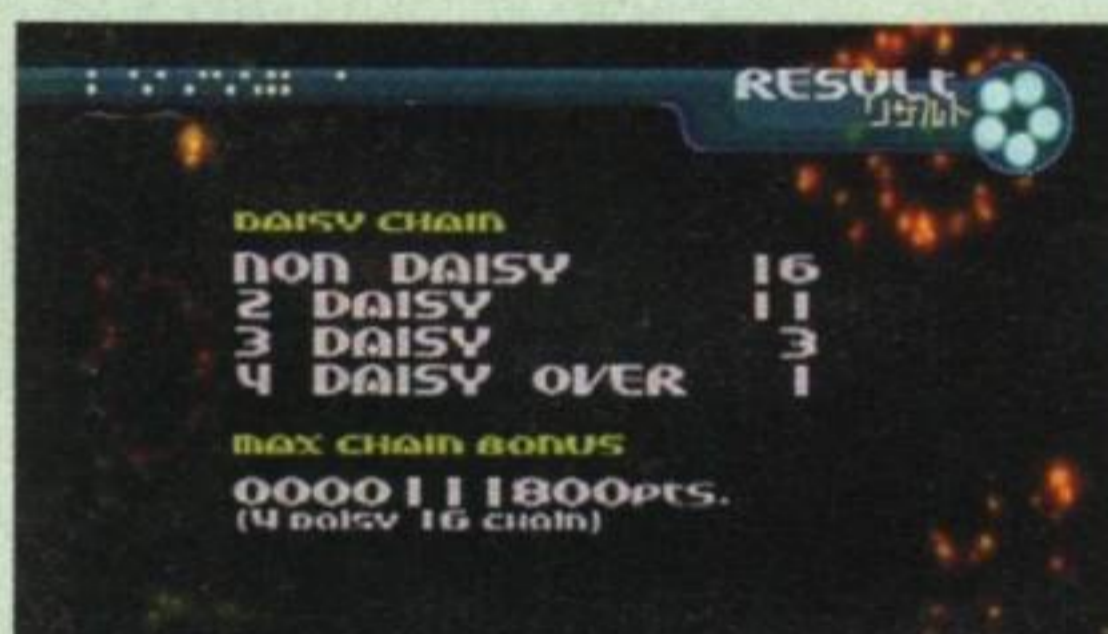 RESULT
リザルト
DAISY CHAIN
NON DAISY 16
2 DAISY 11
3 DAISY 3
4 DAISY OVER 1
MAX CHAIN BONUS
0000111800pts.
(4 DAISY 16 CHAIN)